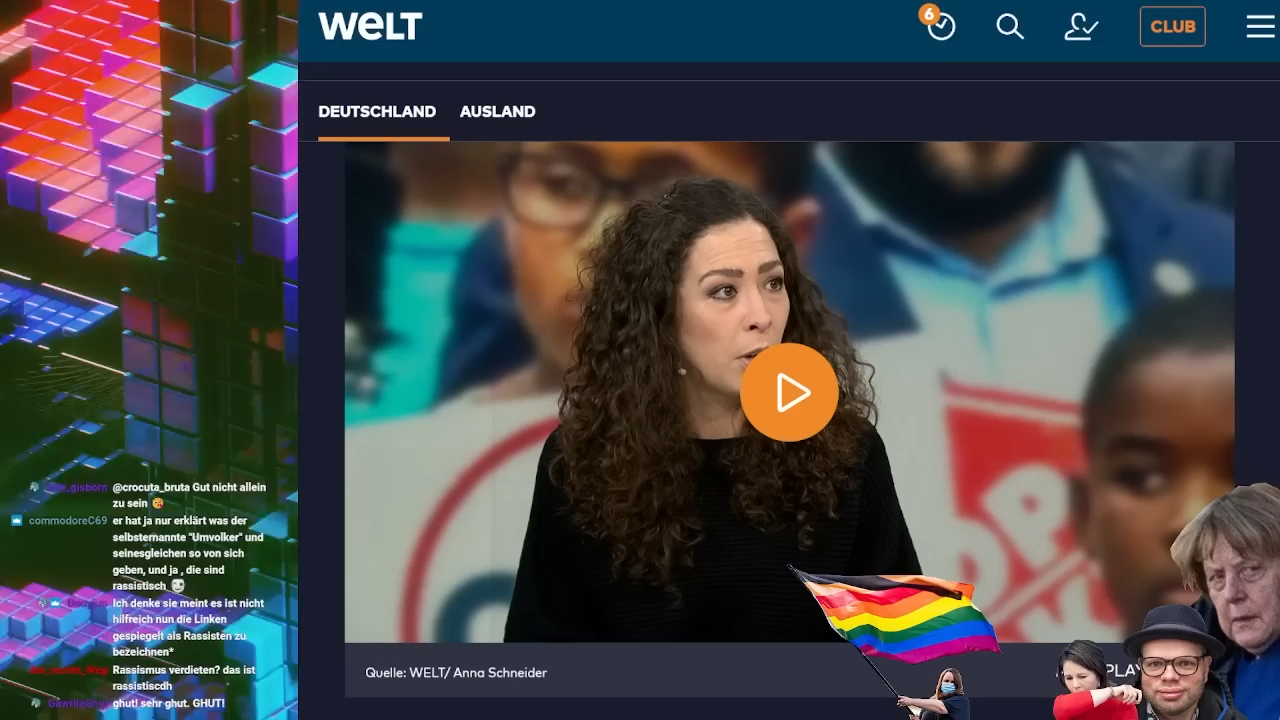 WELT
6
CLUB
DEUTSCHLAND AUSLAND
Quelle: WELT/ Anna Schneider
PLAY
_gisborn @crocuta_bruta Gut nicht allein
zu sein
commodoreC69 er hat ja nur erklärt was der
selbsternannte "Umvolker" und
seinesgleichen so von sich
geben, und ja , die sind
rassistisch
Ich denke sie meint es ist nicht
hilfreich nun die Linken
gespiegelt als Rassisten zu
bezeichnen*
Rassismus verdieten? das ist
rassistiscdh
ghut! sehr ghut. GHUT!